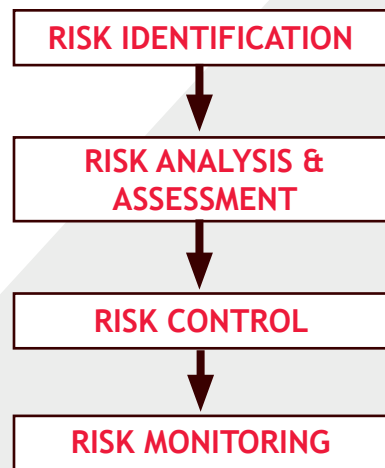 RISK IDENTIFICATION
RISK ANALYSIS &
ASSESSMENT
RISK CONTROL
RISK MONITORING